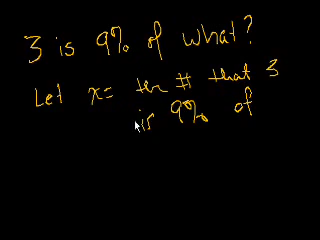 3 is 9% of what?
Let x= the # that 3
is 9% of